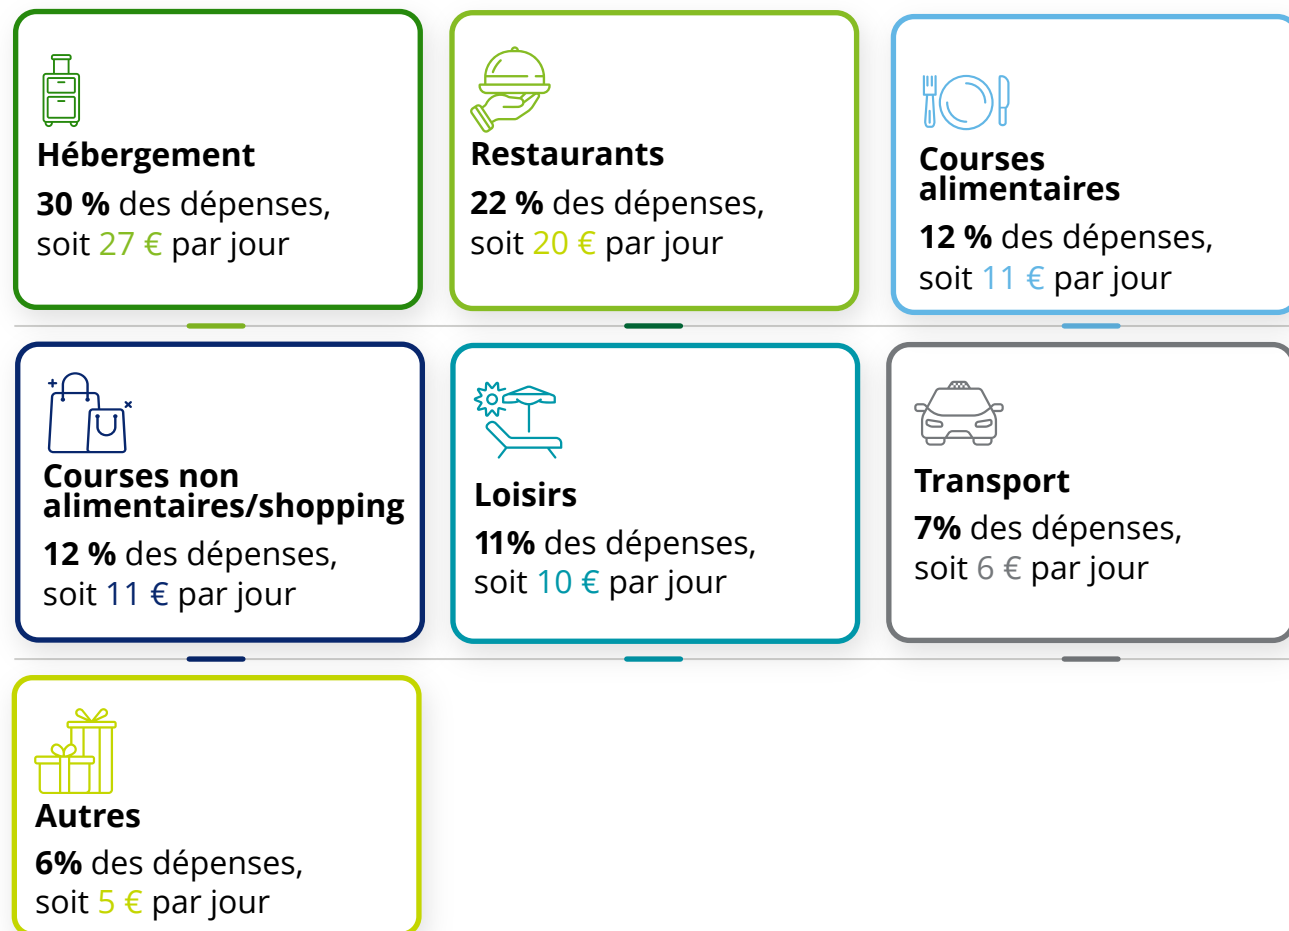 Hébergement
30 % des dépenses,
soit 27 € par jour
Restaurants
22 % des dépenses,
soit 20 € par jour
Courses
alimentaires
12 % des dépenses,
soit 11 € par jour
Courses non
alimentaires/shopping
12 % des dépenses,
soit 11 € par jour
Loisirs
11% des dépenses,
soit 10 € par jour
Transport
7% des dépenses,
soit 6 € par jour
Autres
6% des dépenses,
soit 5 € par jour